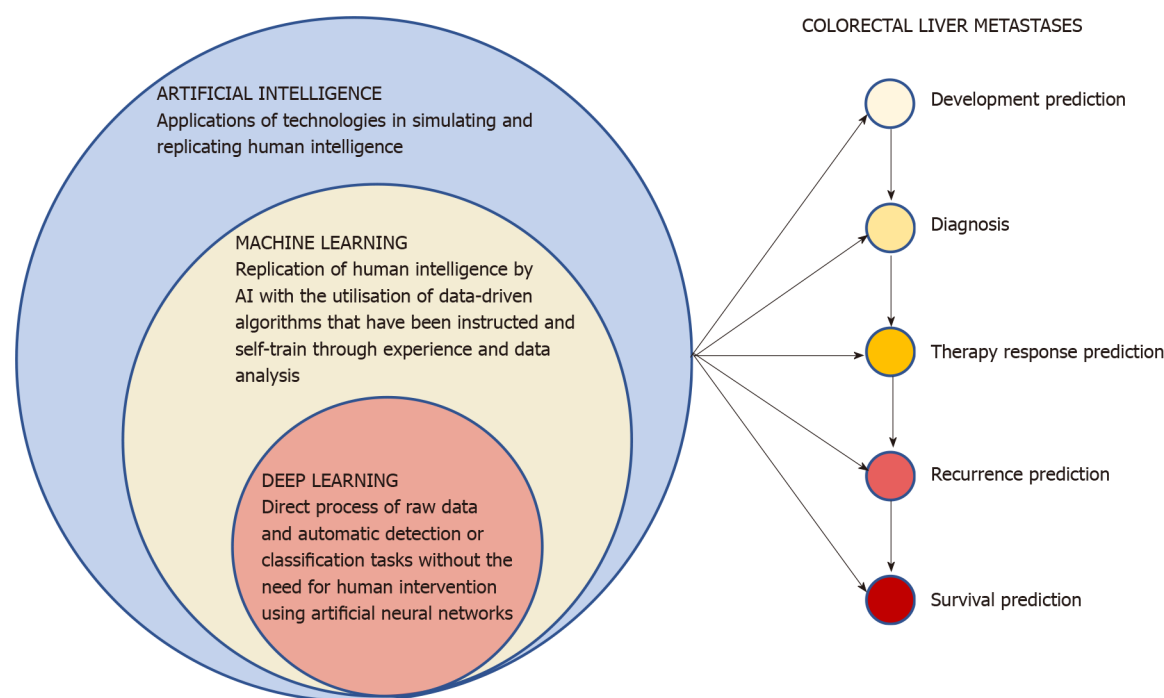 COLORECTAL LIVER METASTASES
ARTIFICIAL INTELLIGENCE
Applications of technologies in simulating and
replicating human intelligence
MACHINE LEARNING
Replication of human intelligence by
AI with the utilisation of data-driven
algorithms that have been instructed and
self-train through experience and data
analysis
DEEP LEARNING
Direct process of raw data
and automatic detection or
classification tasks without the
need for human intervention
using artificial neural networks
Development prediction
Diagnosis
Therapy response prediction
Recurrence prediction
Survival prediction